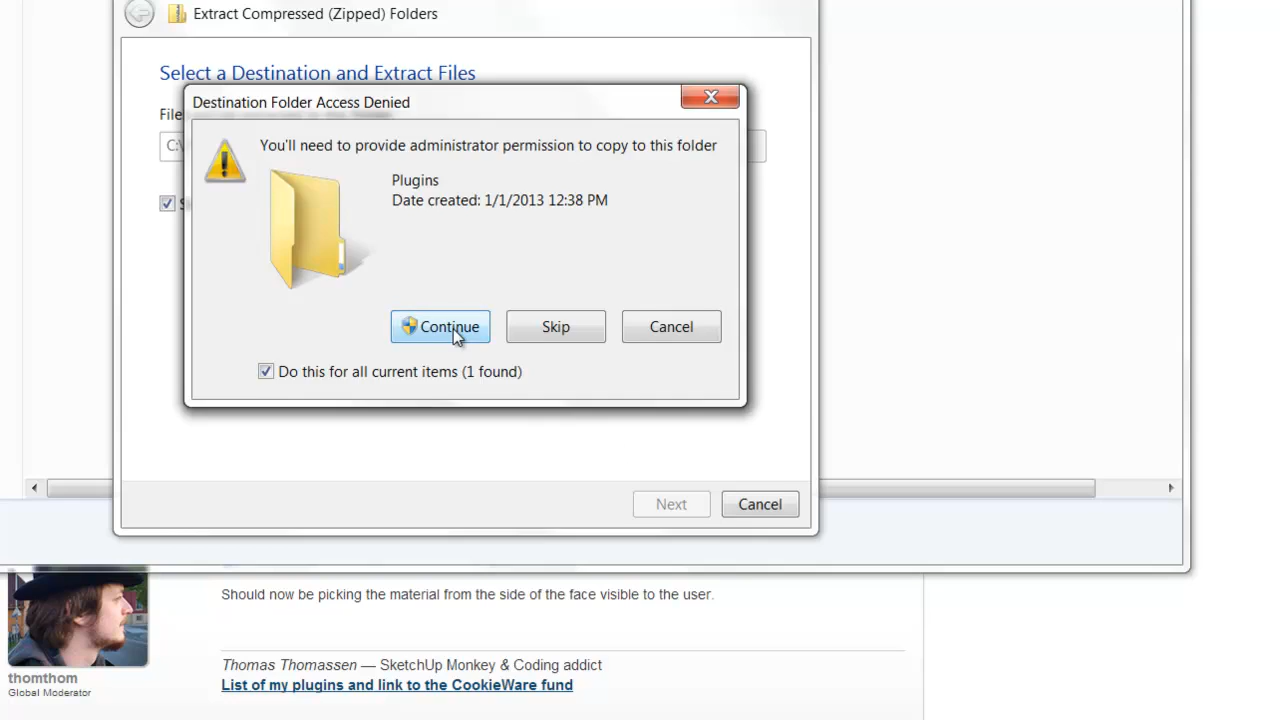 Extract Compressed (Zipped) Folders
Select a Destination and Extract Files
Destination Folder Access Denied
You'll need to provide administrator permission to copy to this folder
Plugins
Date created: 1/1/2013 12:38 PM
Continue
Skip
Cancel
Do this for all current items (1 found)
Next
Cancel
Should now be picking the material from the side of the face visible to the user.
Thomas Thomassen — SketchUp Monkey & Coding addict
thomthom
List of my plugins and link to the CookieWare fund
Global Moderator